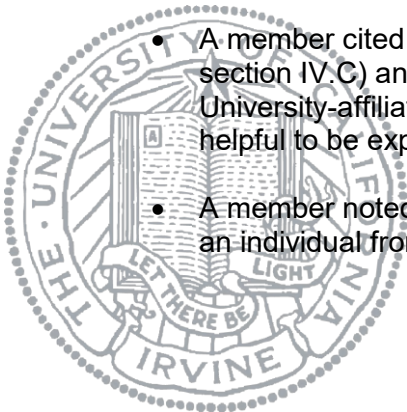 • A member cited
section IV.C) an
University-affilia
helpful to be exp
• A member noted
an individual fro
THE · UNIVERSITY · OF · CALIFORNIA
IRVINE
LET THERE BE LIGHT
A